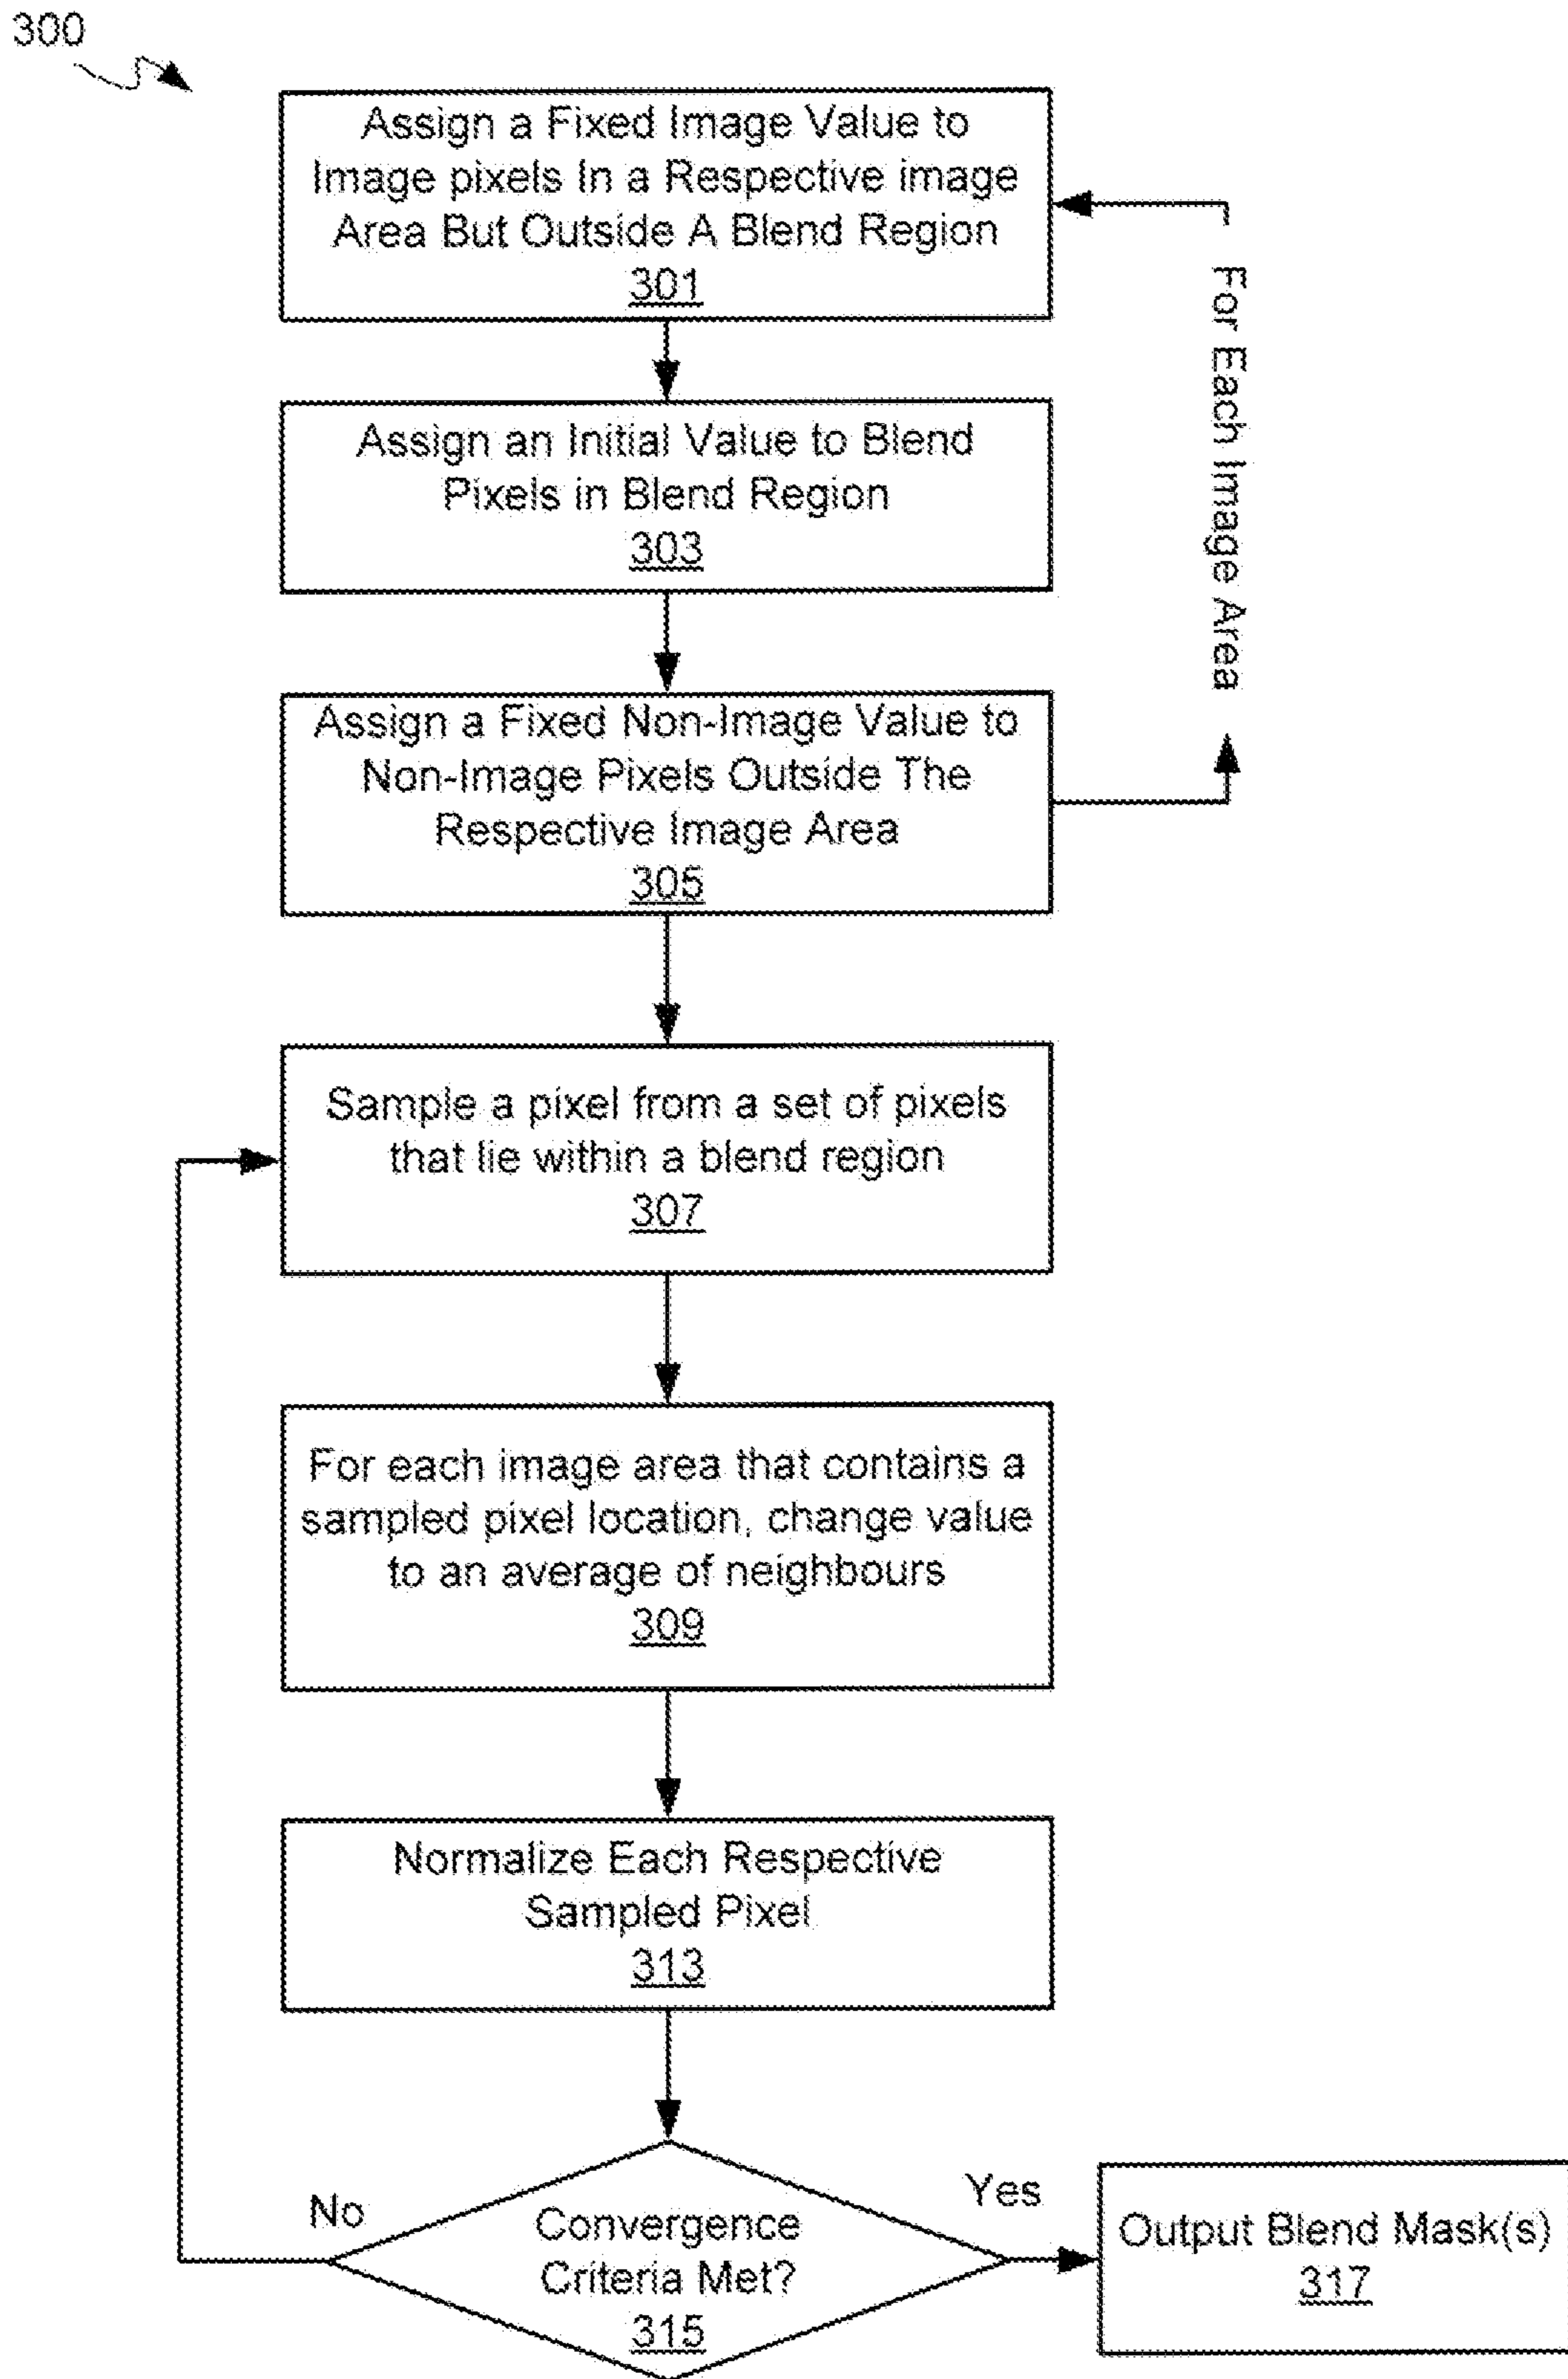 300
Assign a Fixed Image Value to
Image pixels In a Respective image
Area But Outside A Blend Region
301
For Each Image Area
Assign an Initial Value to Blend
Pixels in Blend Region
303
Assign a Fixed Non-Image Value to
Non-Image Pixels Outside The
Respective Image Area
305
Sample a pixel from a set of pixels
that lie within a blend region
307
For each image area that contains a
sampled pixel location, change value
to an average of neighbours
309
Normalize Each Respective
Sampled Pixel
313
No
Yes
Convergence
Criteria Met?
315
Output Blend Mask(s)
317